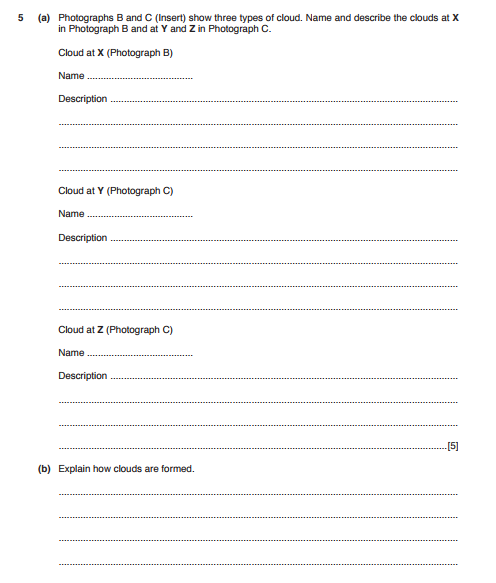 5 (a) Photographs B and C (Insert) show three types of cloud. Name and describe the clouds at X
in Photograph B and at Y and Z in Photograph C.
Cloud at X (Photograph B)
Name ........................................
Description ........................................
Cloud at Y (Photograph C)
Name ........................................
Description ........................................
Cloud at Z (Photograph C)
Name ........................................
Description ........................................
........................................[5]
(b) Explain how clouds are formed.